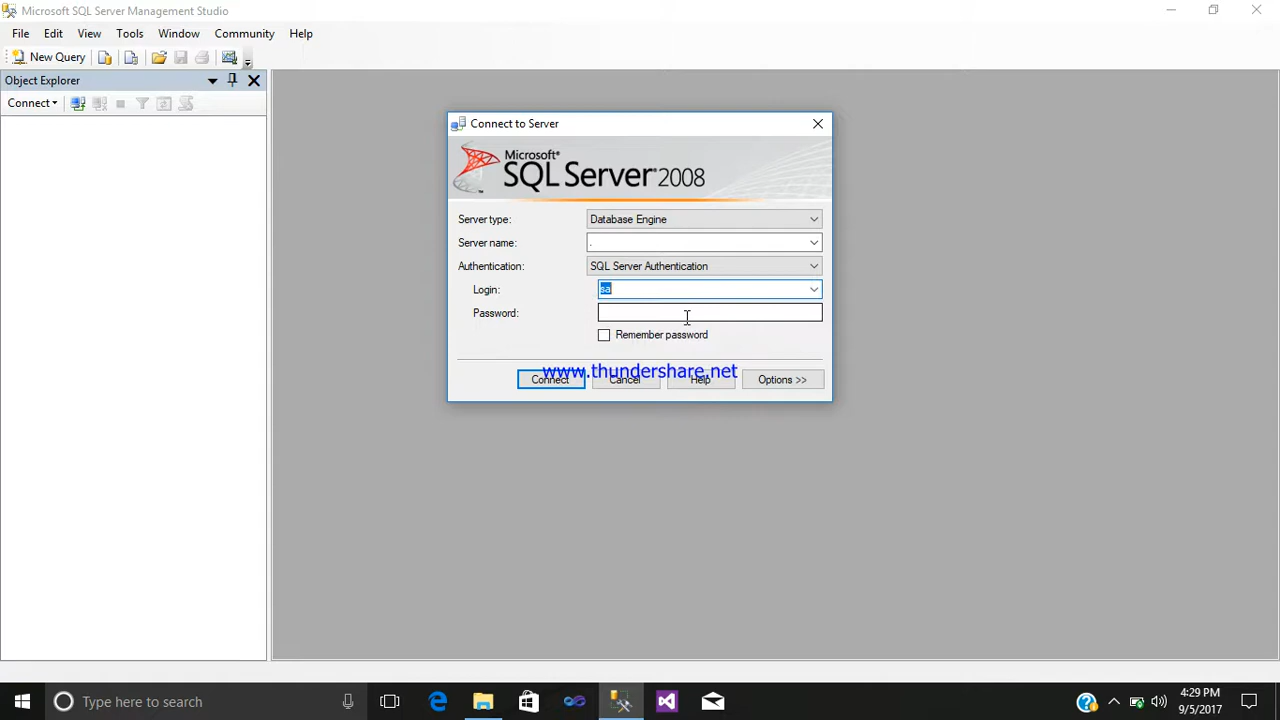 Microsoft SQL Server Management Studio
File Edit View Tools Window Community Help
New Query
Object Explorer
Connect
Connect to Server
Microsoft®
SQL Server® 2008
Server type: Database Engine
Server name: .
Authentication: SQL Server Authentication
Login: sa
Password:
Remember password
www.thundershare.net
Connect Cancel Help Options >>
Type here to search
4:29 PM
9/5/2017